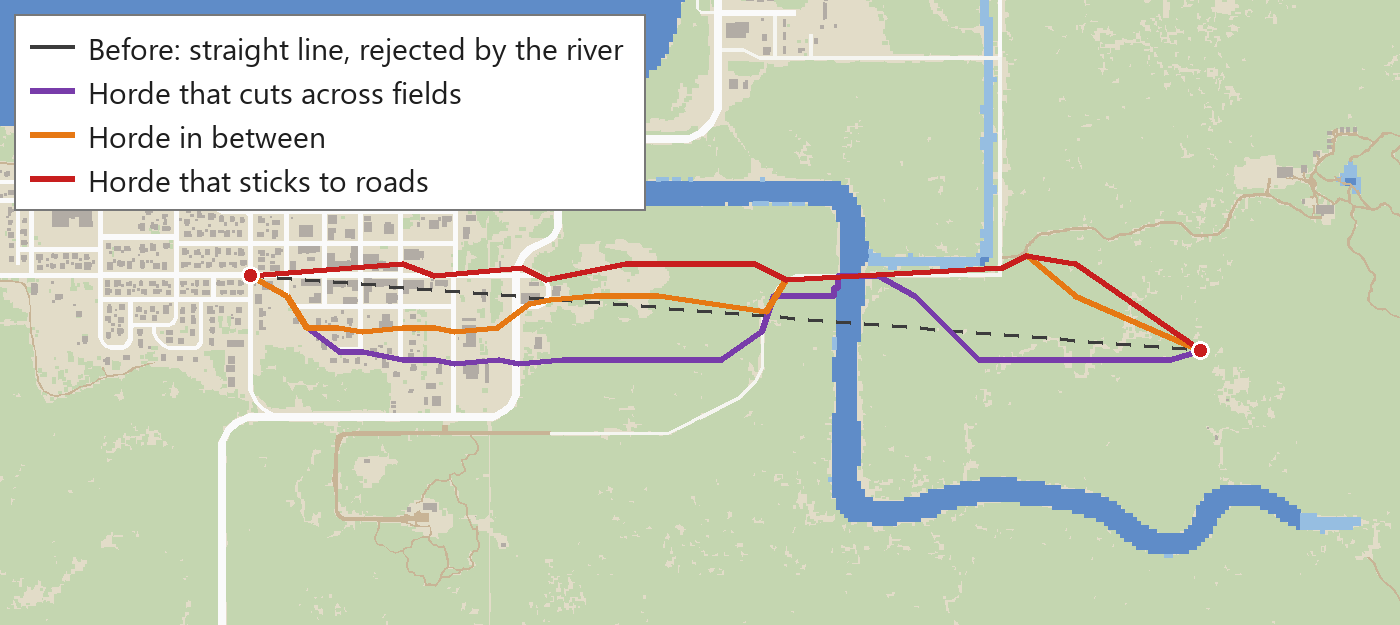 Before: straight line, rejected by the river
Horde that cuts across fields
Horde in between
Horde that sticks to roads